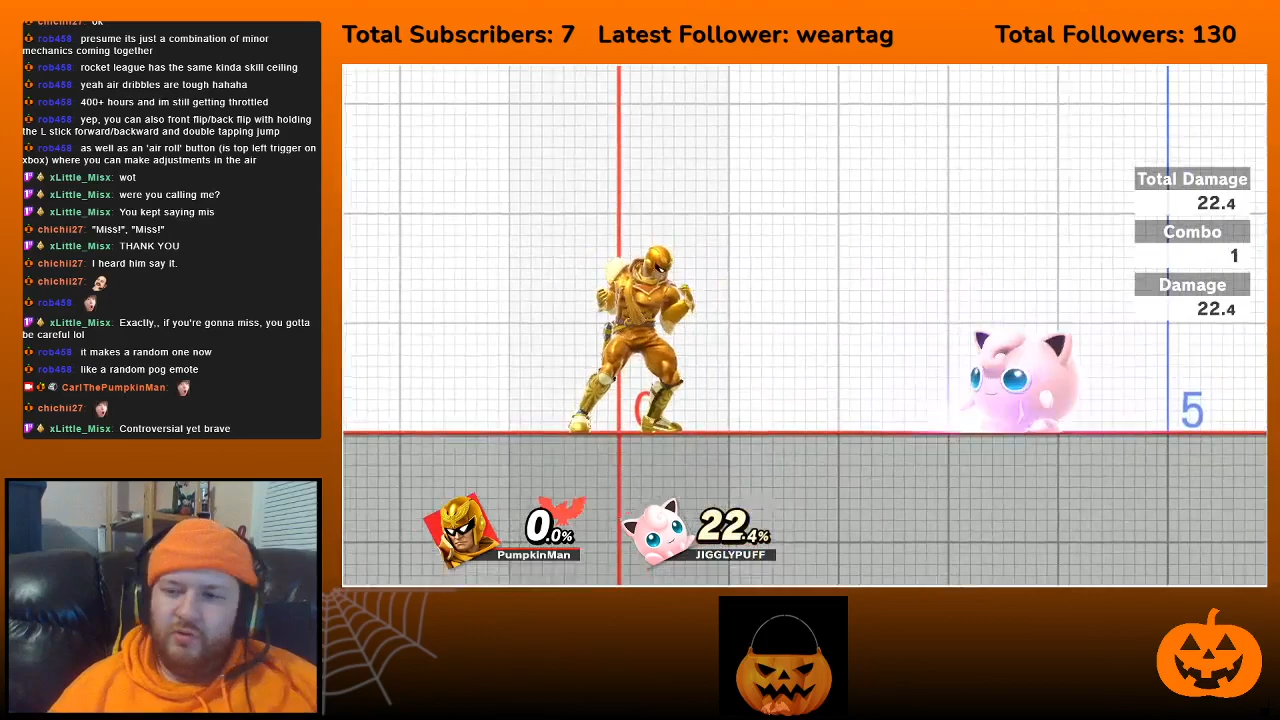 chichii27: ok
rob458 presume its just a combination of minor
mechanics coming together
rob458 rocket league has the same kinda skill ceiling
rob458 yeah air dribbles are tough hahaha
rob458 400+ hours and im still getting throttled
rob458 yep, you can also front flip/back flip with holding
the L stick forward/backward and double tapping jump
rob458 as well as an 'air roll' button (is top left trigger on
xbox) where you can make adjustments in the air
xLittle_Misx: wot
xLittle_Misx: were you calling me?
xLittle_Misx: You kept saying mis
chichii27: "Miss!", "Miss!"
xLittle_Misx: THANK YOU
chichii27: I heard him say it.
chichii27:
rob458
xLittle_Misx: Exactly,, if you're gonna miss, you gotta
be careful lol
rob458 it makes a random one now
rob458 like a random pog emote
CarlThePumpkinMan:
chichii27:
xLittle_Misx: Controversial yet brave
Total Subscribers: 7 Latest Follower: weartag Total Followers: 130
Total Damage
22.4
Combo
1
Damage
22.4
5
0.0%
PumpkinMan
22.4%
JIGGLYPUFF